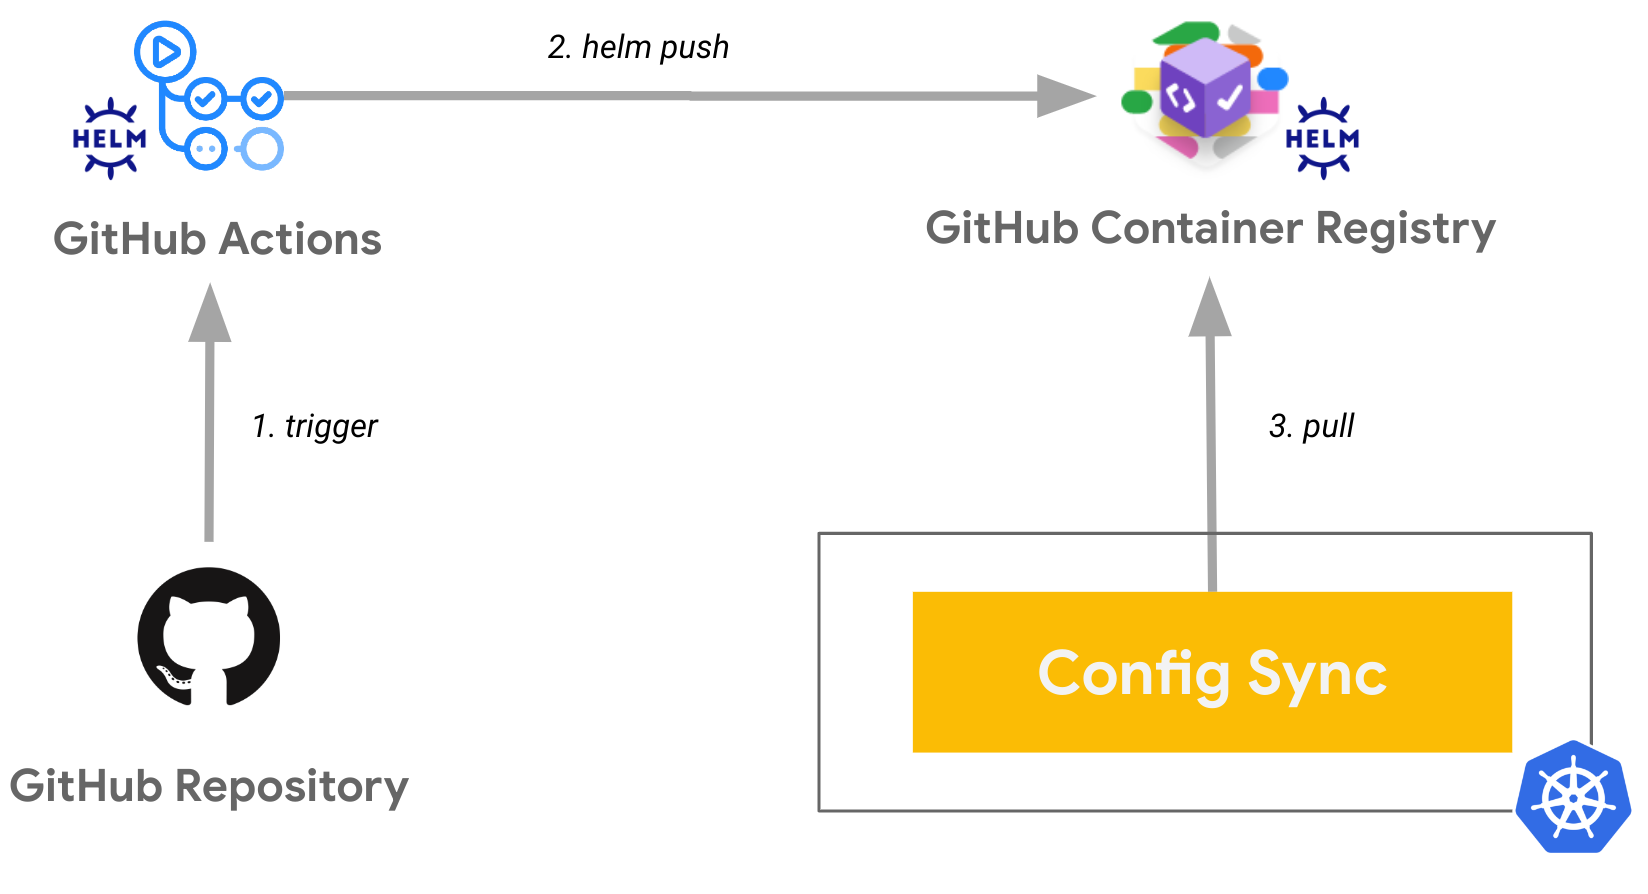 2. helm push
HELM
HELM
GitHub Actions
GitHub Container Registry
1. trigger
3. pull
Config Sync
GitHub Repository